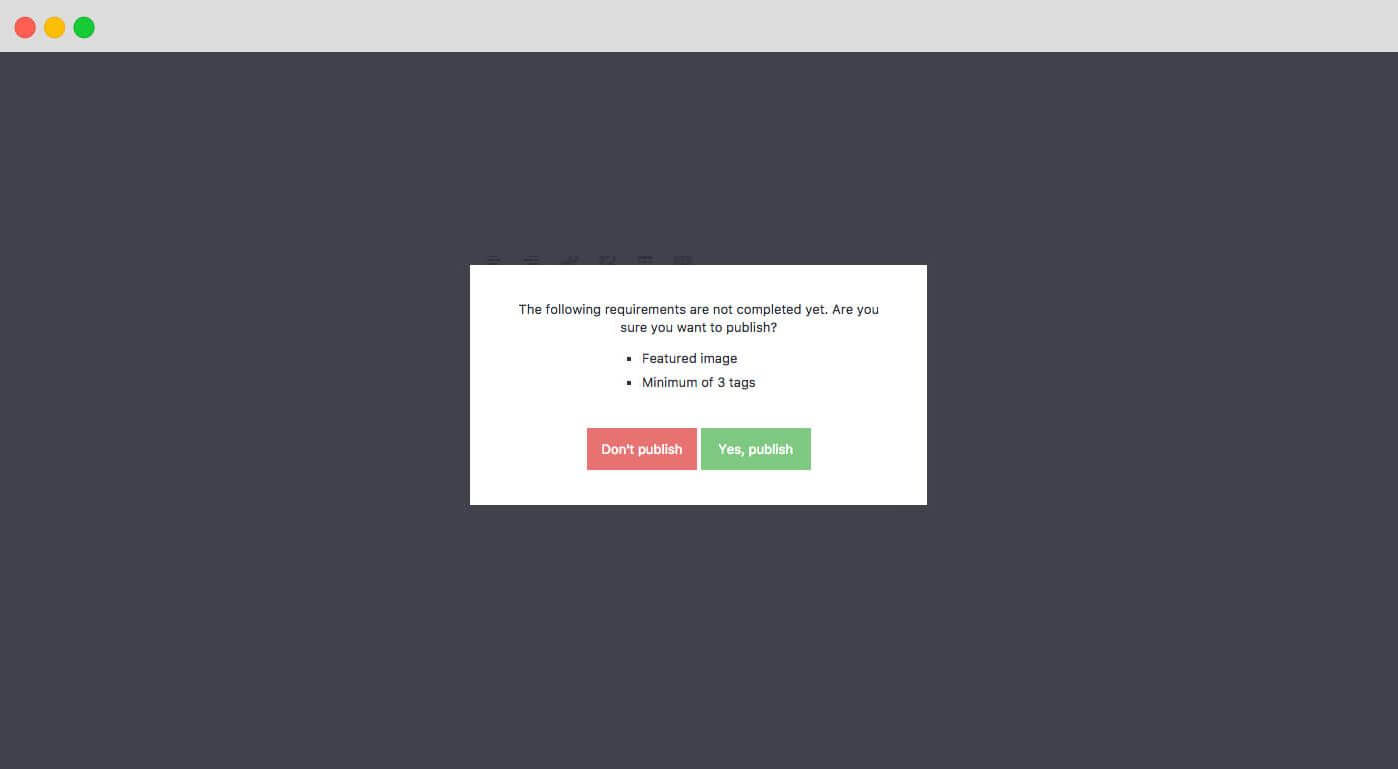 The following requirements are not completed yet. Are you
sure you want to publish?
Featured image
Minimum of 3 tags
Don't publish
Yes, publish